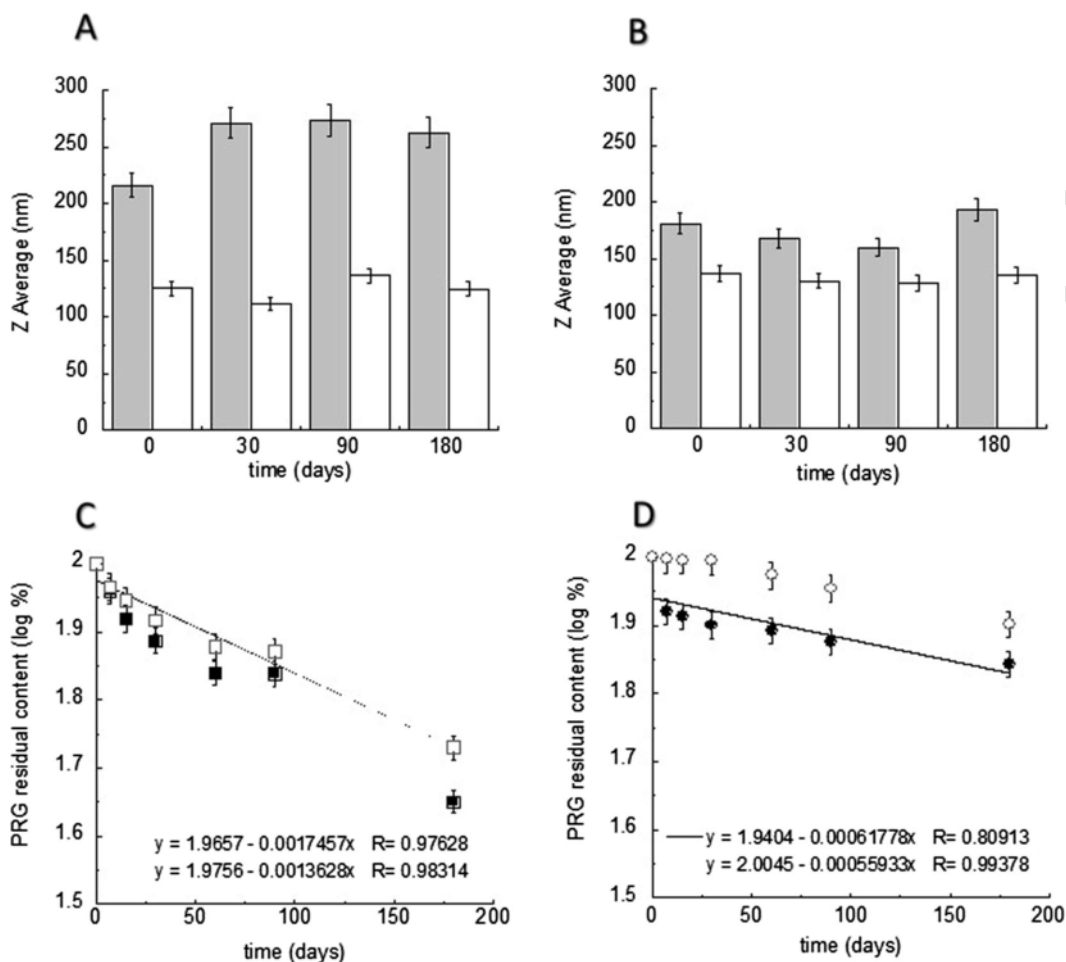 A
300
250
200
150
100
50
0
Z Average (nm)
0 30 90 180
time (days)
B
300
250
200
150
100
50
0
Z Average (nm)
0 30 90 180
time (days)
C
2
1.9
1.8
1.7
1.6
1.5
PRG residual content (log %)
y = 1.9657 - 0.0017457x R= 0.97628
y = 1.9756 - 0.0013628x R= 0.98314
0 50 100 150 200
time (days)
D
2
1.9
1.8
1.7
1.6
1.5
PRG residual content (log %)
y = 1.9404 - 0.00061778x R= 0.80913
y = 2.0045 - 0.00055933x R= 0.99378
0 50 100 150 200
time (days)